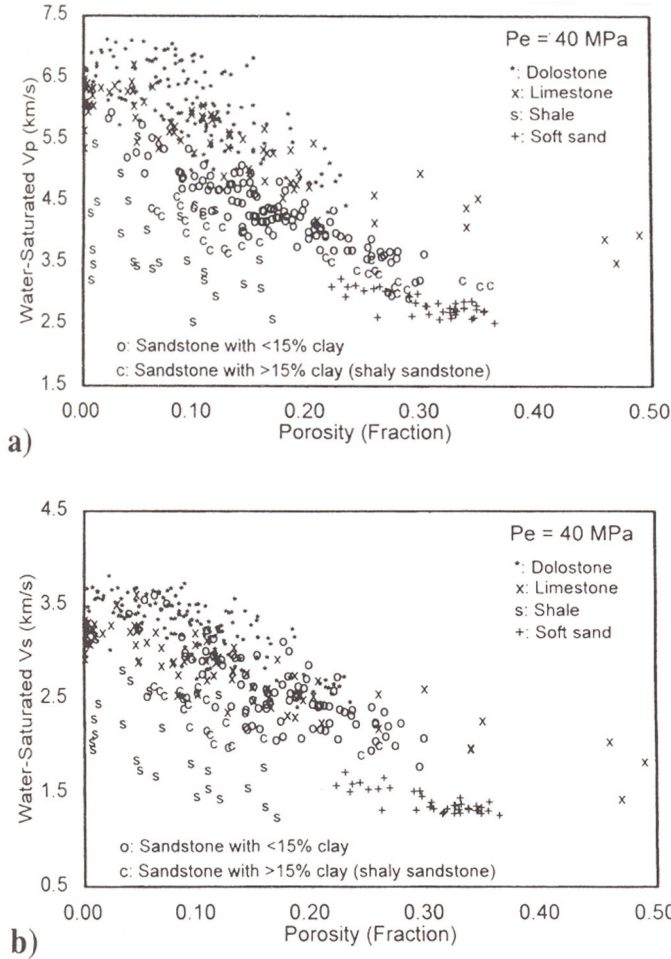 7.5
Pe = 40 MPa
*: Dolostone
x: Limestone
s: Shale
+: Soft sand
6.5
5.5
4.5
3.5
2.5
1.5
Water-Saturated Vp (km/s)
o: Sandstone with <15% clay
c: Sandstone with >15% clay (shaly sandstone)
0.00 0.10 0.20 0.30 0.40 0.50
Porosity (Fraction)
a)
4.5
Pe = 40 MPa
*: Dolostone
x: Limestone
s: Shale
+: Soft sand
3.5
2.5
1.5
0.5
Water-Saturated Vs (km/s)
o: Sandstone with <15% clay
c: Sandstone with >15% clay (shaly sandstone)
0.00 0.10 0.20 0.30 0.40 0.50
Porosity (Fraction)
b)